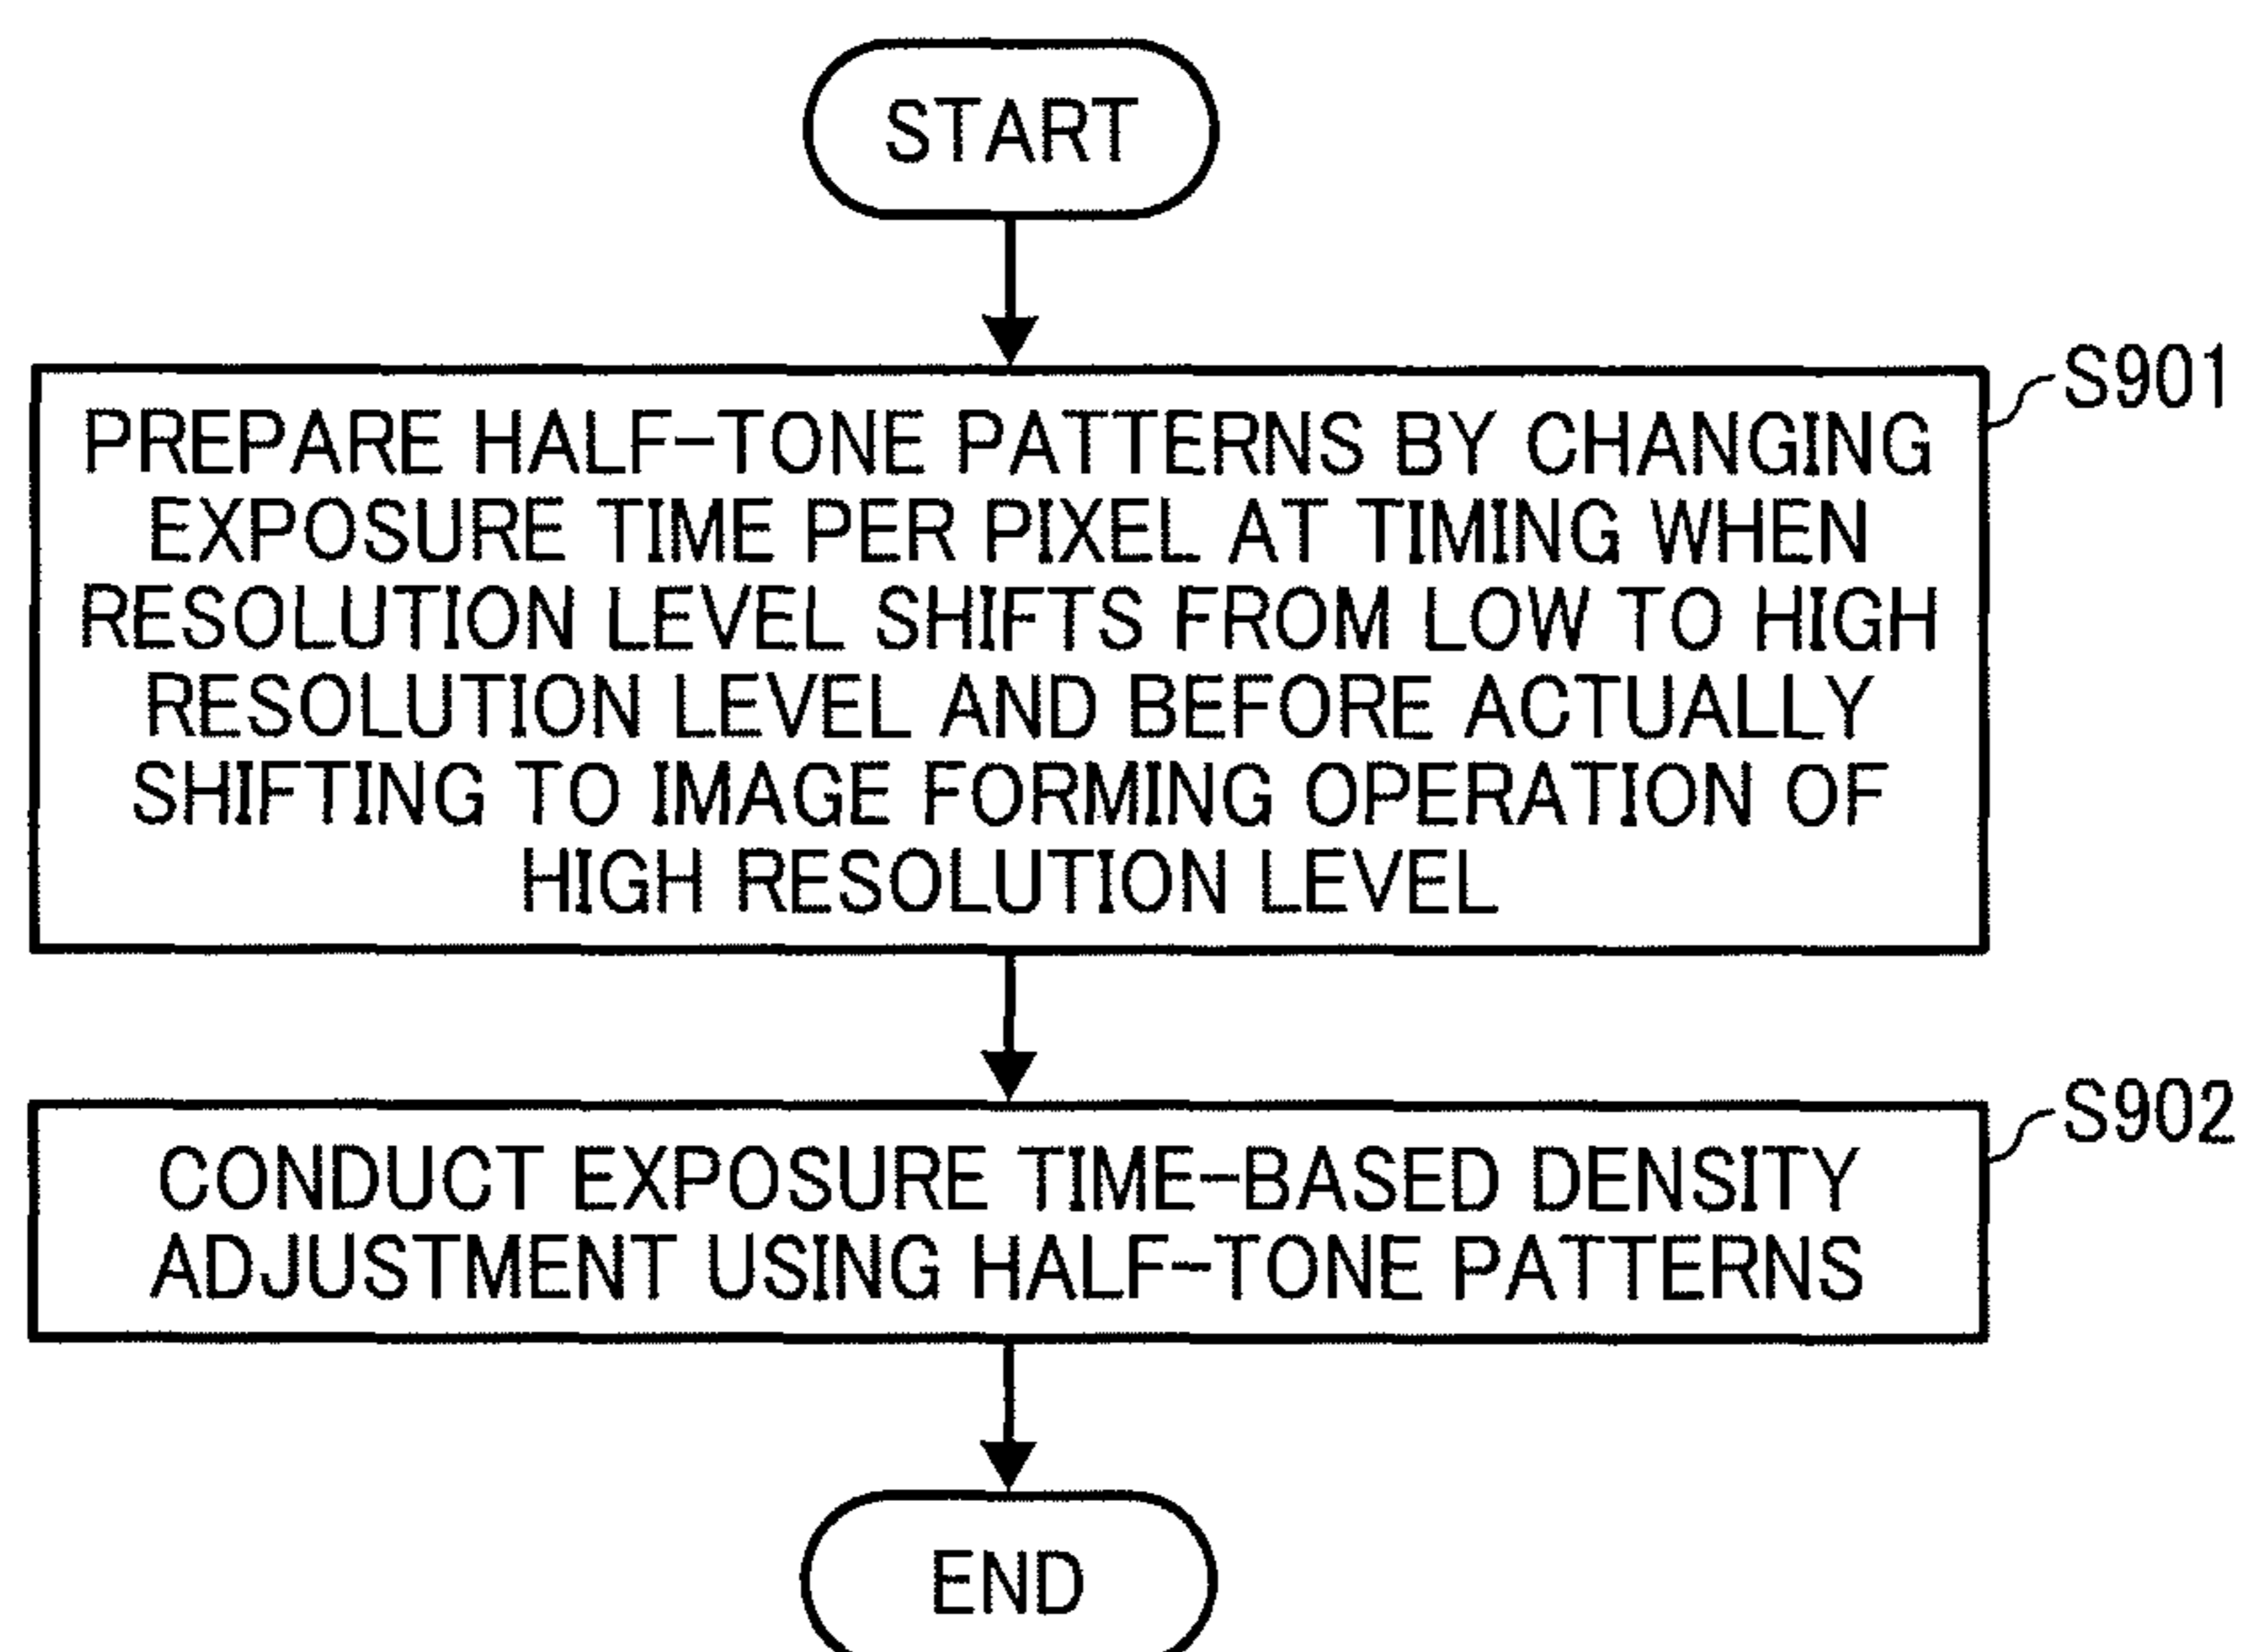 START
S901
PREPARE HALF-TONE PATTERNS BY CHANGING
EXPOSURE TIME PER PIXEL AT TIMING WHEN
RESOLUTION LEVEL SHIFTS FROM LOW TO HIGH
RESOLUTION LEVEL AND BEFORE ACTUALLY
SHIFTING TO IMAGE FORMING OPERATION OF
HIGH RESOLUTION LEVEL
S902
CONDUCT EXPOSURE TIME-BASED DENSITY
ADJUSTMENT USING HALF-TONE PATTERNS
END